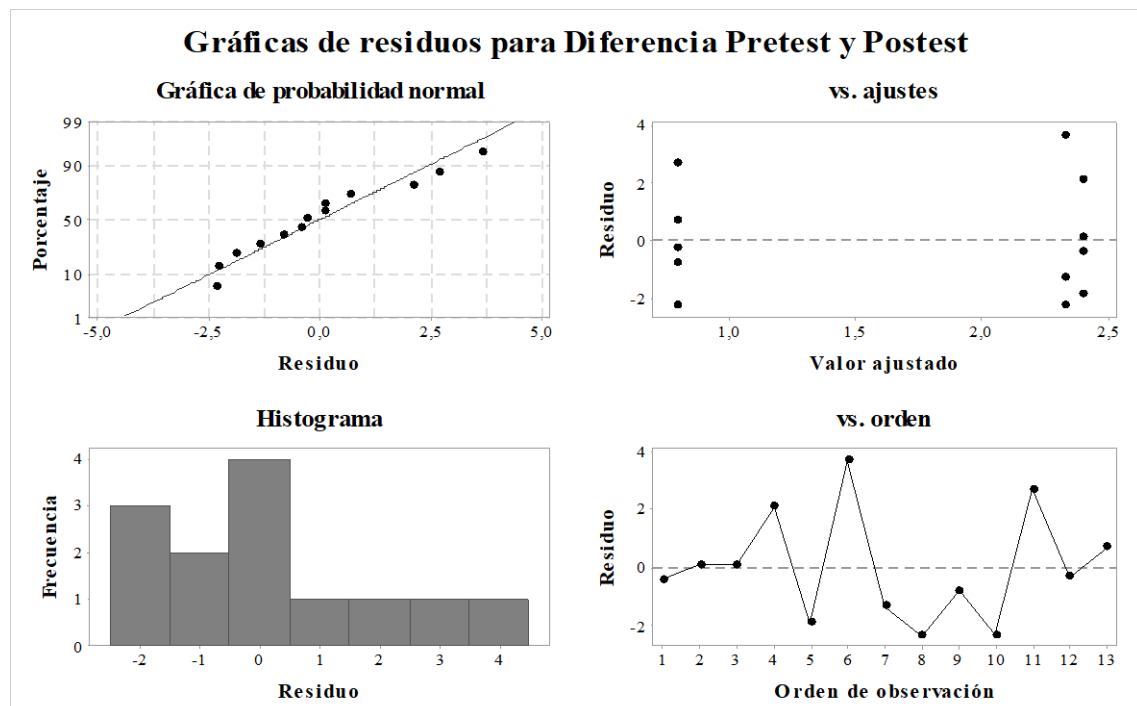 Gráficas de residuos para Diferencia Pretest y Postest
Gráfica de probabilidad normal
99
90
50
10
1
Porcentaje
-5,0 -2,5 0,0 2,5 5,0
Residuo
vs. ajustes
4
2
0
-2
Residuo
1,0 1,5 2,0 2,5
Valor ajustado
Histograma
4
3
2
1
0
Frecuencia
-2 -1 0 1 2 3 4
Residuo
vs. orden
4
2
0
-2
Residuo
1 2 3 4 5 6 7 8 9 10 11 12 13
Orden de observación